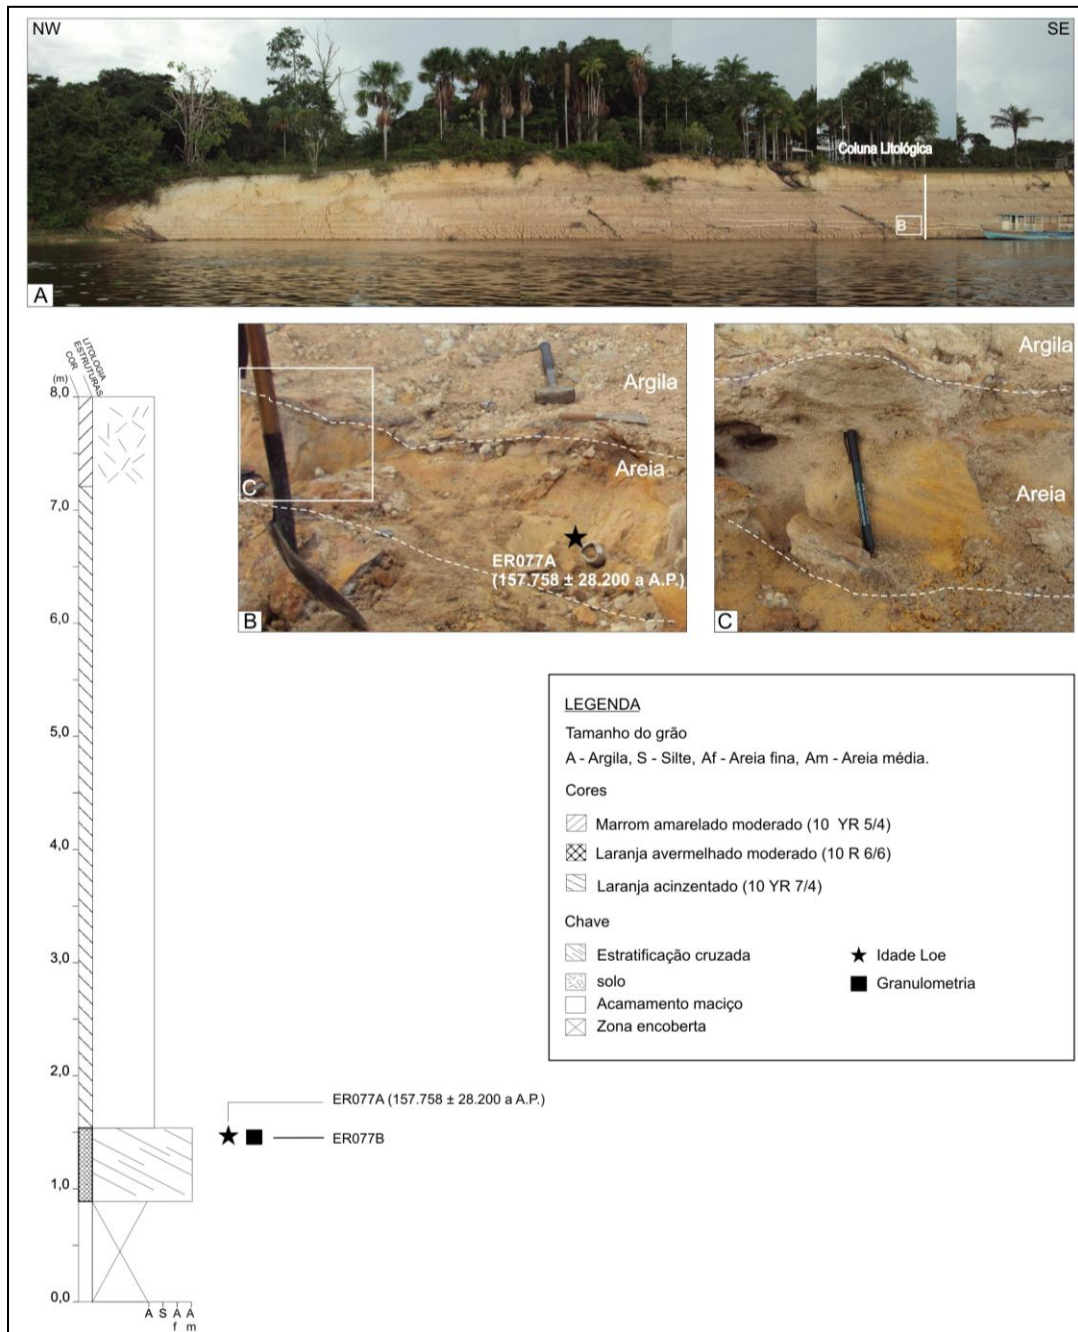 NW
SE
Coluna Litológica
B
A
LITOLOGIA
ESTRUTURAS
COR
(m)
8,0
7,0
6,0
5,0
4,0
3,0
2,0
1,0
0,0
A S Af Am
Argila
Areia
C
ER077A
(157.758 ± 28.200 a A.P.)
B
Argila
Areia
C
LEGENDA
Tamanho do grão
A - Argila, S - Silte, Af - Areia fina, Am - Areia média.
Cores
Marrom amarelado moderado (10 YR 5/4)
Laranja avermelhado moderado (10 R 6/6)
Laranja acinzentado (10 YR 7/4)
Chave
Estratificação cruzada
solo
Acamamento maciço
Zona encoberta
Idade Loe
Granulometria
ER077A (157.758 ± 28.200 a A.P.)
ER077B